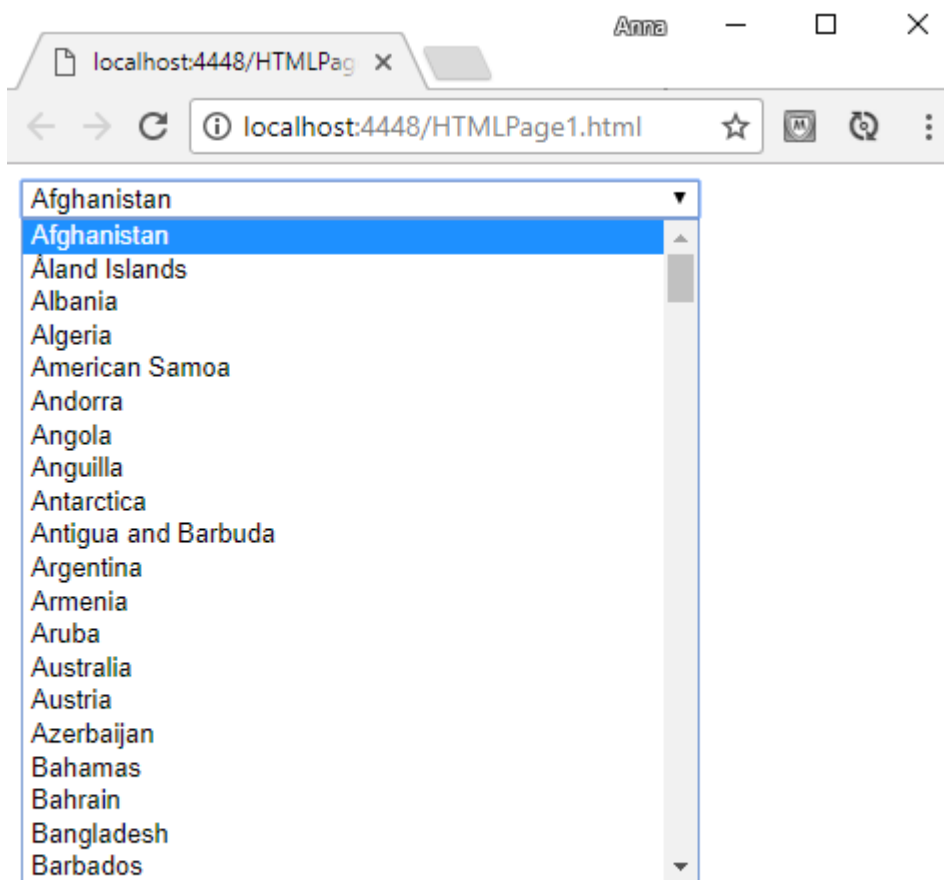 Anna
localhost:4448/HTMLPag
localhost:4448/HTMLPage1.html
Afghanistan
Afghanistan
Åland Islands
Albania
Algeria
American Samoa
Andorra
Angola
Anguilla
Antarctica
Antigua and Barbuda
Argentina
Armenia
Aruba
Australia
Austria
Azerbaijan
Bahamas
Bahrain
Bangladesh
Barbados